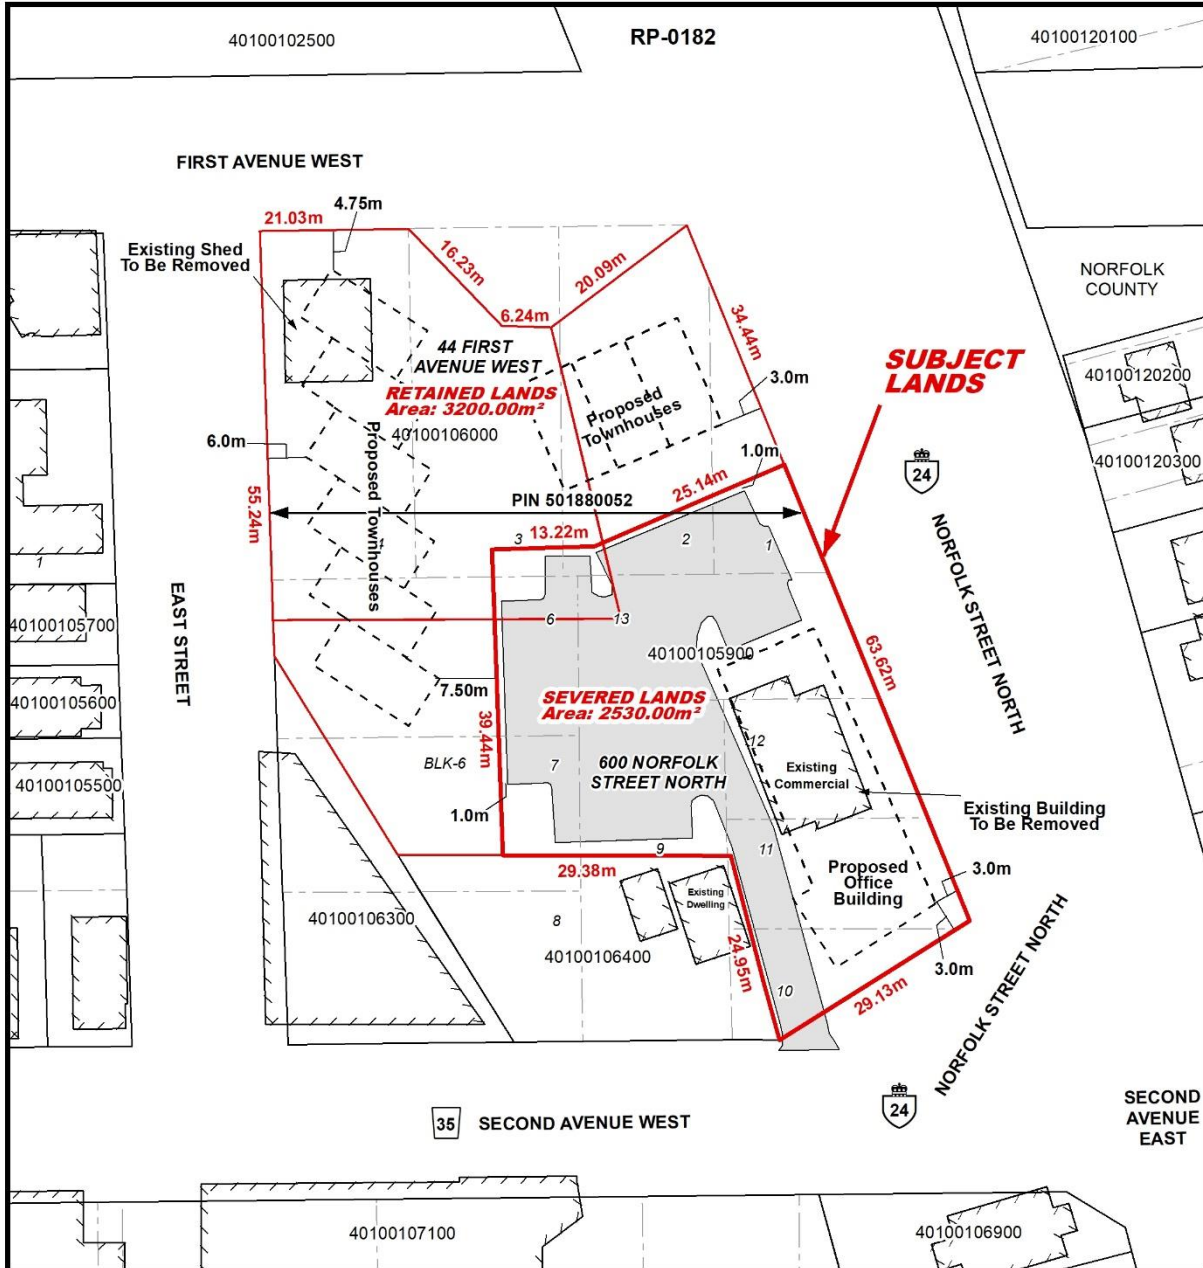 40100102500
RP-0182
40100120100
FIRST AVENUE WEST
21.03m
4.75m
Existing Shed
To Be Removed
16.23m
20.09m
6.24m
34.44m
NORFOLK
COUNTY
44 FIRST
AVENUE WEST
RETAINED LANDS
Area: 3200.00m²
40100106000
SUBJECT
LANDS
3.0m
Proposed
Townhouses
40100120200
6.0m
1.0m
40100120300
24
25.14m
PIN 501880052
55.24m
Proposed Townhouses
4
13.22m
3
2
1
1
NORFOLK STREET NORTH
EAST STREET
40100105700
6
13
40100105900
63.62m
7.50m
40100105600
SEVERED LANDS
Area: 2530.00m²
39.44m
12
BLK-6
7
600 NORFOLK
STREET NORTH
Existing
Commercial
40100105500
1.0m
Existing Building
To Be Removed
9
11
29.38m
Proposed
Office
Building
3.0m
40100106300
8
Existing
Dwelling
40100106400
24.95m
3.0m
10
29.13m
NORFOLK STREET NORTH
35
SECOND AVENUE WEST
24
SECOND
AVENUE
EAST
40100107100
40100106900